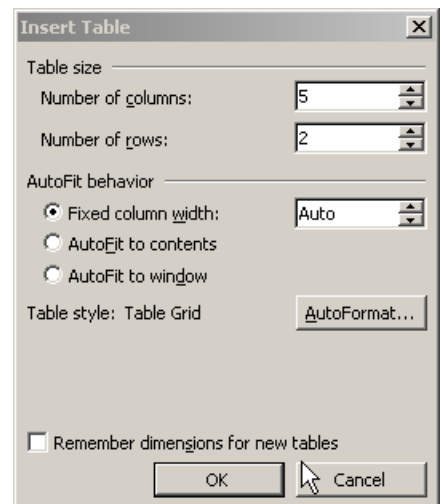 Insert Table
Table size
Number of columns: 5
Number of rows: 2
AutoFit behavior
Fixed column width: Auto
AutoFit to contents
AutoFit to window
Table style: Table Grid AutoFormat...
Remember dimensions for new tables
OK Cancel